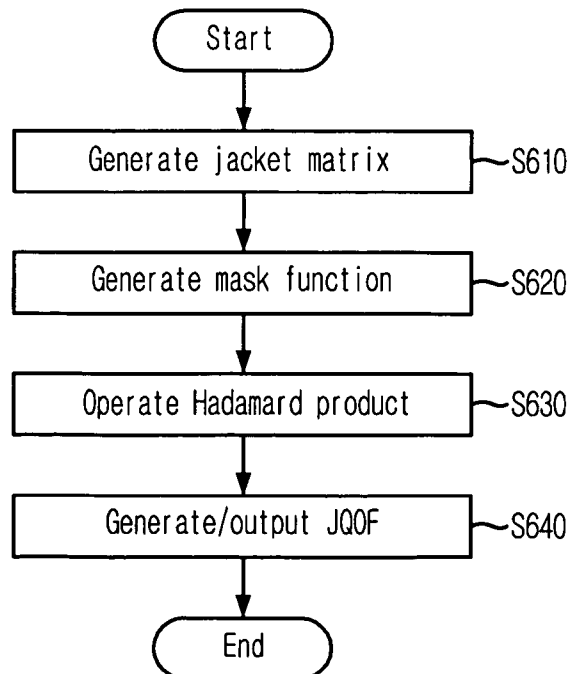 Start
Generate jacket matrix
S610
Generate mask function
S620
Operate Hadamard product
S630
Generate/output JQOF
S640
End